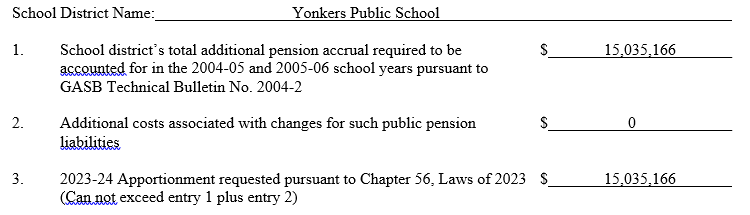 School District Name: Yonkers Public School
1. School district's total additional pension accrual required to be $ 15,035,166
accounted for in the 2004-05 and 2005-06 school years pursuant to
GASB Technical Bulletin No. 2004-2
2. Additional costs associated with changes for such public pension $ 0
liabilities
3. 2023-24 Apportionment requested pursuant to Chapter 56, Laws of 2023 $ 15,035,166
(Can not exceed entry 1 plus entry 2)